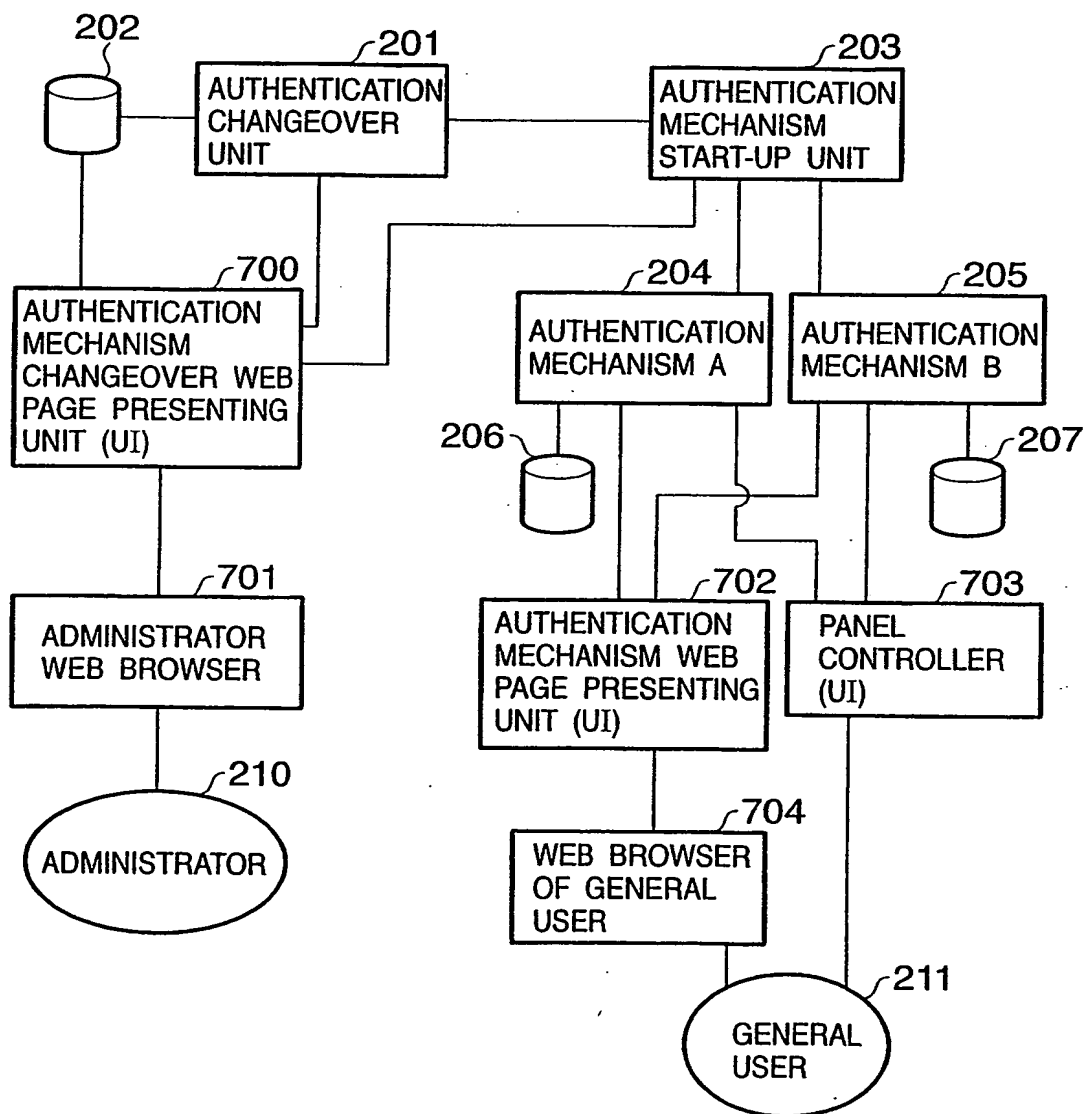 202
201
AUTHENTICATION
CHANGEOVER
UNIT
203
AUTHENTICATION
MECHANISM
START-UP UNIT
700
AUTHENTICATION
MECHANISM
CHANGEOVER WEB
PAGE PRESENTING
UNIT (UI)
204
AUTHENTICATION
MECHANISM A
205
AUTHENTICATION
MECHANISM B
206
207
701
ADMINISTRATOR
WEB BROWSER
702
AUTHENTICATION
MECHANISM WEB
PAGE PRESENTING
UNIT (UI)
703
PANEL
CONTROLLER
(UI)
210
ADMINISTRATOR
704
WEB BROWSER
OF GENERAL
USER
211
GENERAL
USER